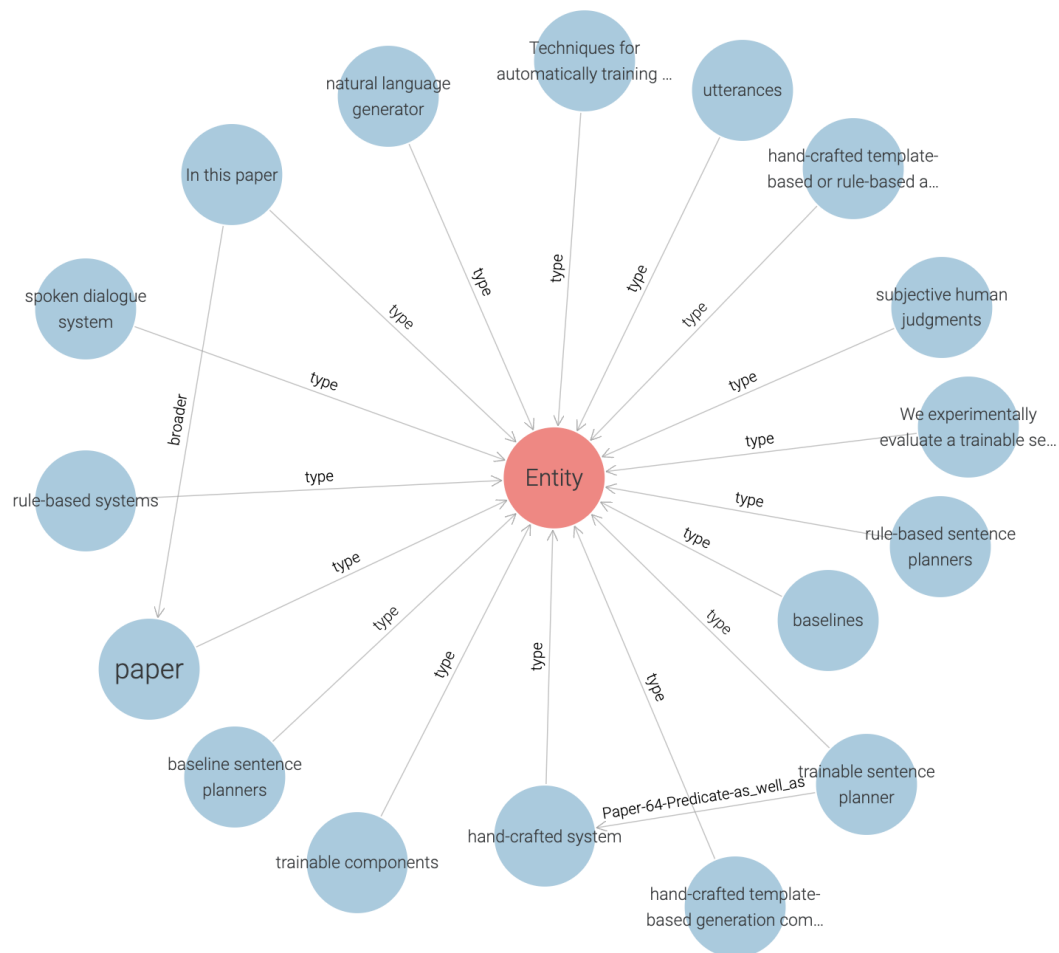 Techniques for
automatically training …
natural language
generator
utterances
hand-crafted template-
based or rule-based a…
In this paper
type
type
type
type
type
spoken dialogue
system
subjective human
judgments
type
type
broader
We experimentally
evaluate a trainable se…
type
rule-based systems
type
Entity
type
rule-based sentence
planners
type
type
baselines
type
type
paper
type
type
type
baseline sentence
planners
trainable sentence
planner
Paper-64-Predicate-as_well_as
hand-crafted system
trainable components
hand-crafted template-
based generation com…